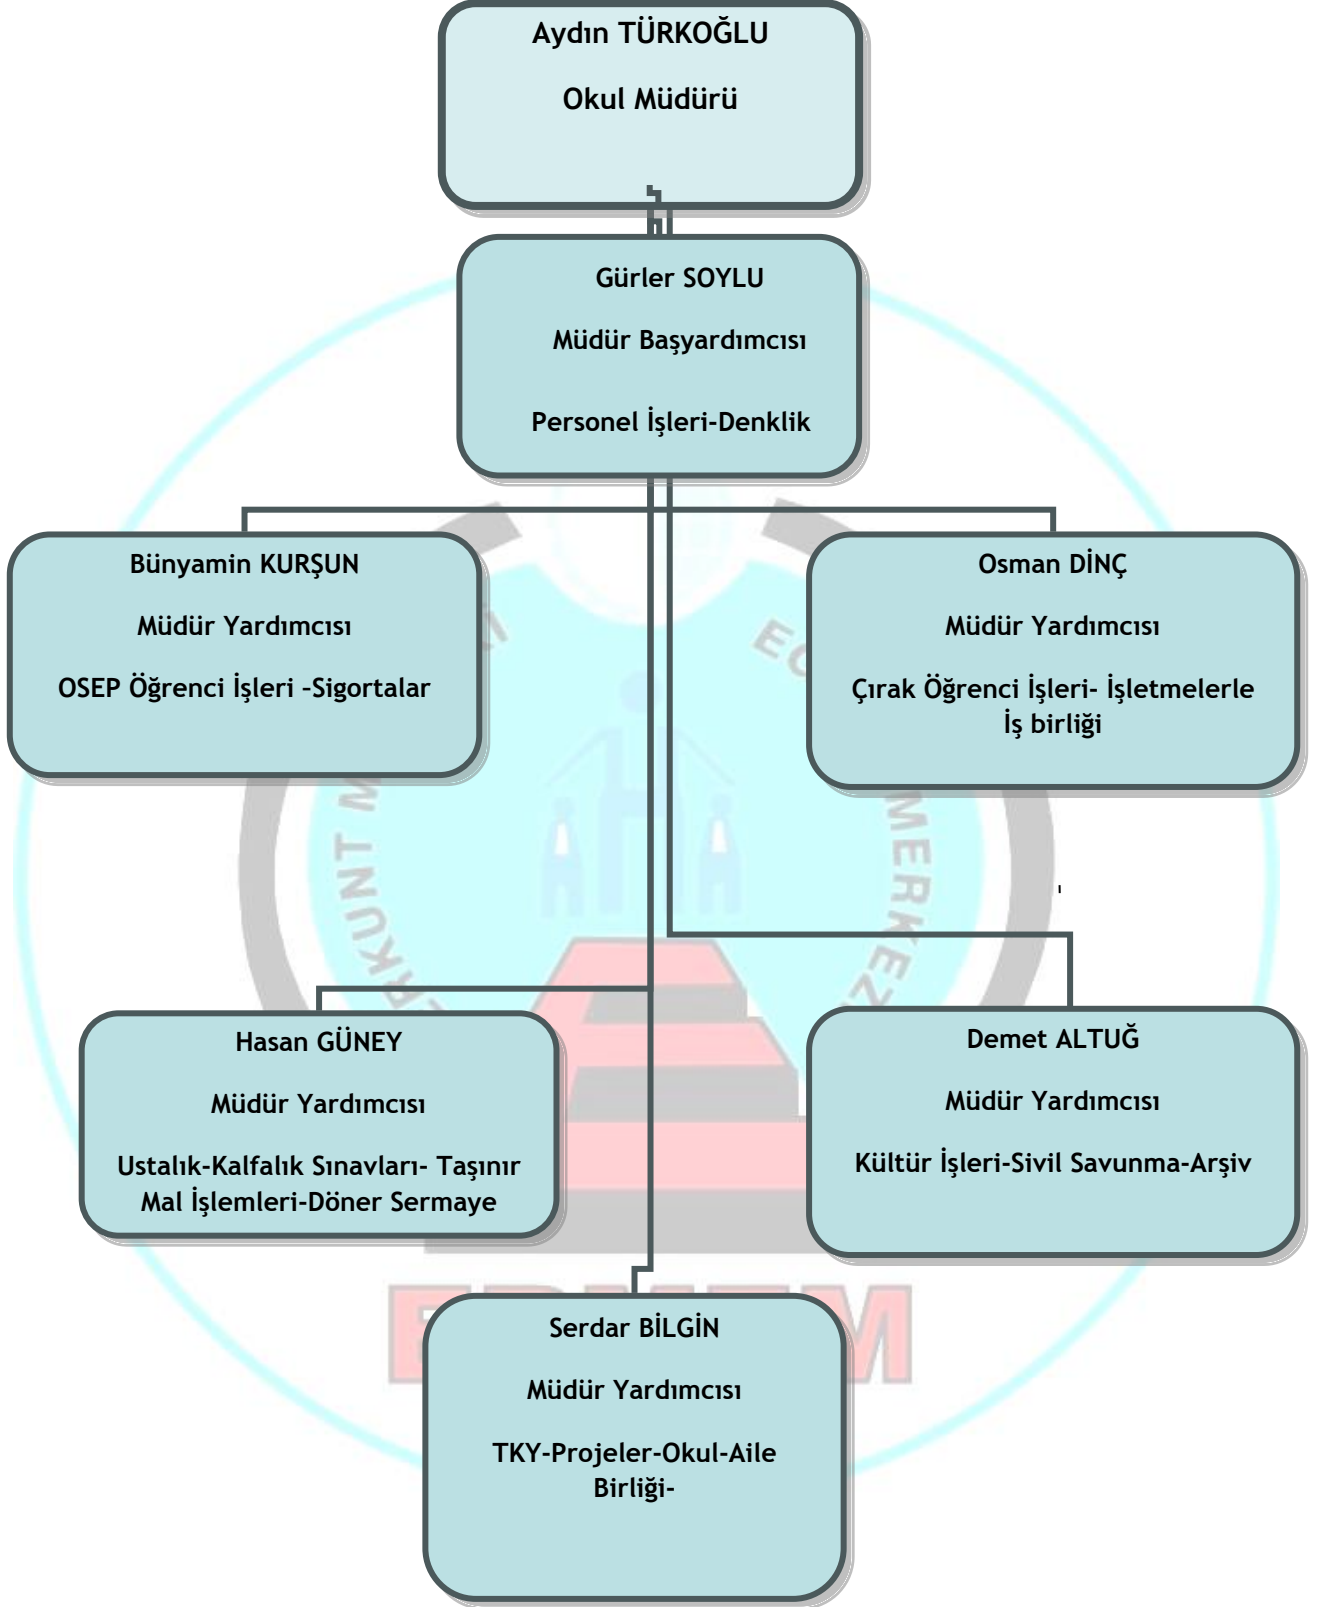 Aydın TÜRKOĞLU
Okul Müdürü
Gürler SOYLU
Müdür Başyardımcısı
Personel İşleri-Denklik
Bünyamin KURŞUN
Müdür Yardımcısı
OSEP Öğrenci İşleri –Sigortalar
Osman DİNÇ
Müdür Yardımcısı
Çırak Öğrenci İşleri- İşletmelerle
İş birliği
Hasan GÜNEY
Müdür Yardımcısı
Ustalık-Kalfalık Sınavları- Taşınır
Mal İşlemleri-Döner Sermaye
Demet ALTUĞ
Müdür Yardımcısı
Kültür İşleri-Sivil Savunma-Arşiv
Serdar BİLGİN
Müdür Yardımcısı
TKY-Projeler-Okul-Aile
Birliği-
MERKEZİ